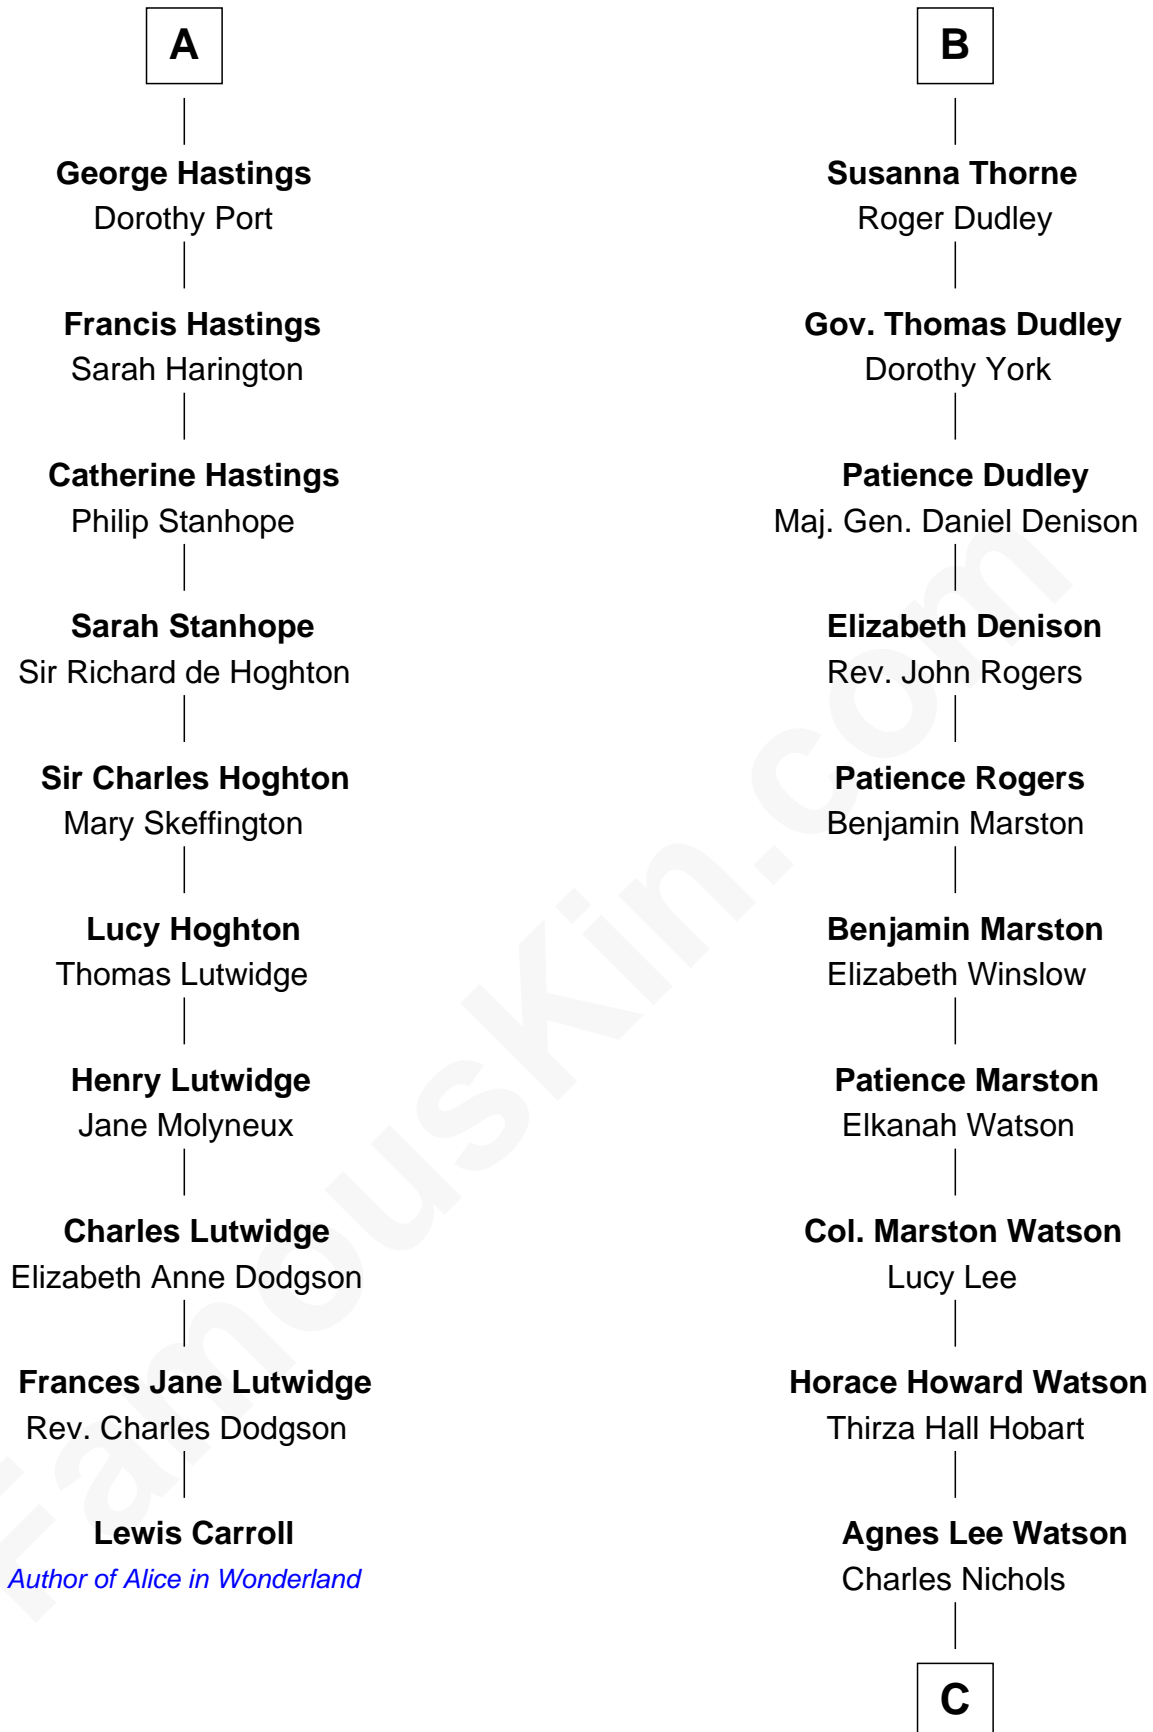 A
George Hastings
Dorothy Port
Francis Hastings
Sarah Harington
Catherine Hastings
Philip Stanhope
Sarah Stanhope
Sir Richard de Hoghton
Sir Charles Hoghton
Mary Skeffington
Lucy Hoghton
Thomas Lutwidge
Henry Lutwidge
Jane Molyneux
Charles Lutwidge
Elizabeth Anne Dodgson
Frances Jane Lutwidge
Rev. Charles Dodgson
Lewis Carroll
Author of Alice in Wonderland
B
Susanna Thorne
Roger Dudley
Gov. Thomas Dudley
Dorothy York
Patience Dudley
Maj. Gen. Daniel Denison
Elizabeth Denison
Rev. John Rogers
Patience Rogers
Benjamin Marston
Benjamin Marston
Elizabeth Winslow
Patience Marston
Elkanah Watson
Col. Marston Watson
Lucy Lee
Horace Howard Watson
Thirza Hall Hobart
Agnes Lee Watson
Charles Nichols
C
FamousKin.com